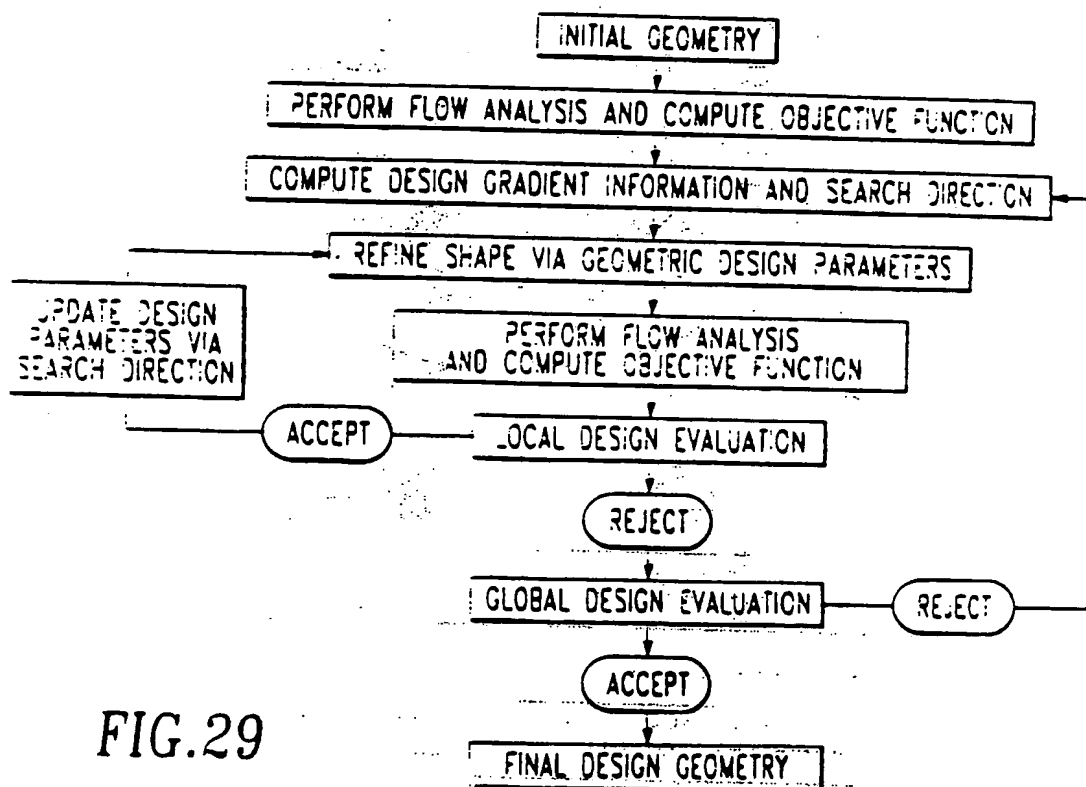 INITIAL GEOMETRY
PERFORM FLOW ANALYSIS AND COMPUTE OBJECTIVE FUNCTION
COMPUTE DESIGN GRADIENT INFORMATION AND SEARCH DIRECTION
REFINE SHAPE VIA GEOMETRIC DESIGN PARAMETERS
UPDATE DESIGN
PARAMETERS VIA
SEARCH DIRECTION
PERFORM FLOW ANALYSIS
AND COMPUTE OBJECTIVE FUNCTION
ACCEPT
LOCAL DESIGN EVALUATION
REJECT
GLOBAL DESIGN EVALUATION
REJECT
ACCEPT
FINAL DESIGN GEOMETRY
FIG.29